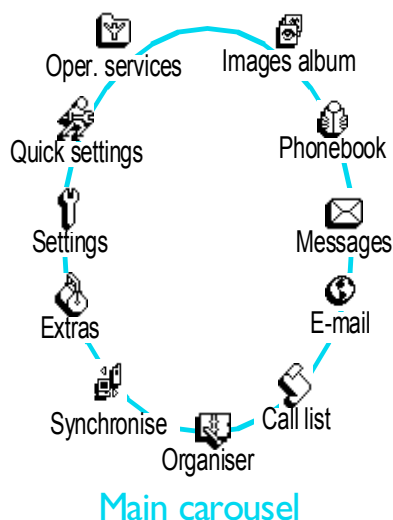 Oper. services
Images album
Quick settings
Phonebook
Settings
Messages
Extras
E-mail
Synchronise
Call list
Organiser
Main carousel